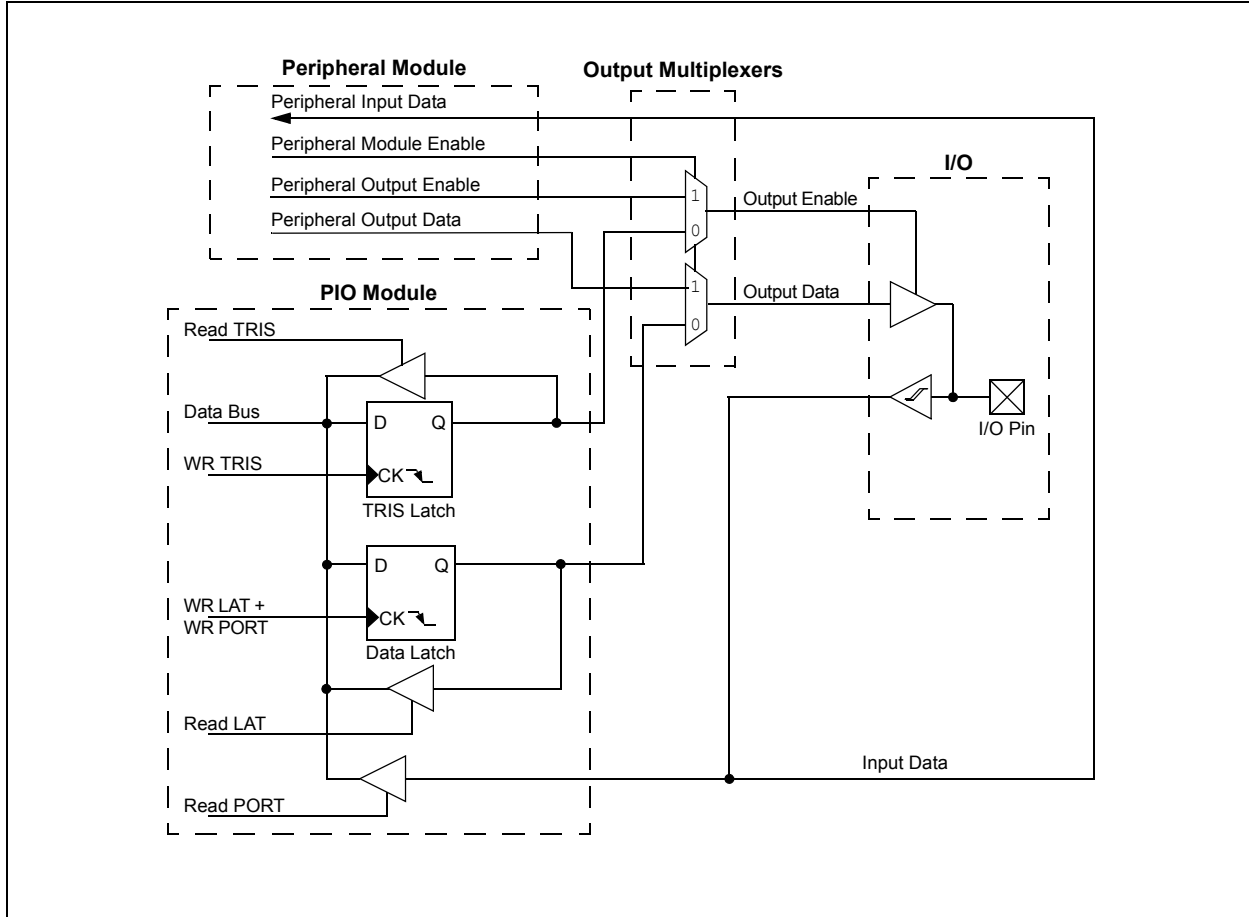 Peripheral Module
Output Multiplexers
Peripheral Input Data
Peripheral Module Enable
Peripheral Output Enable
Peripheral Output Data
1
0
1
0
Output Enable
Output Data
I/O
I/O Pin
PIO Module
Read TRIS
Data Bus
D
Q
WR TRIS
CK
TRIS Latch
D
Q
WR LAT +
WR PORT
CK
Data Latch
Read LAT
Read PORT
Input Data